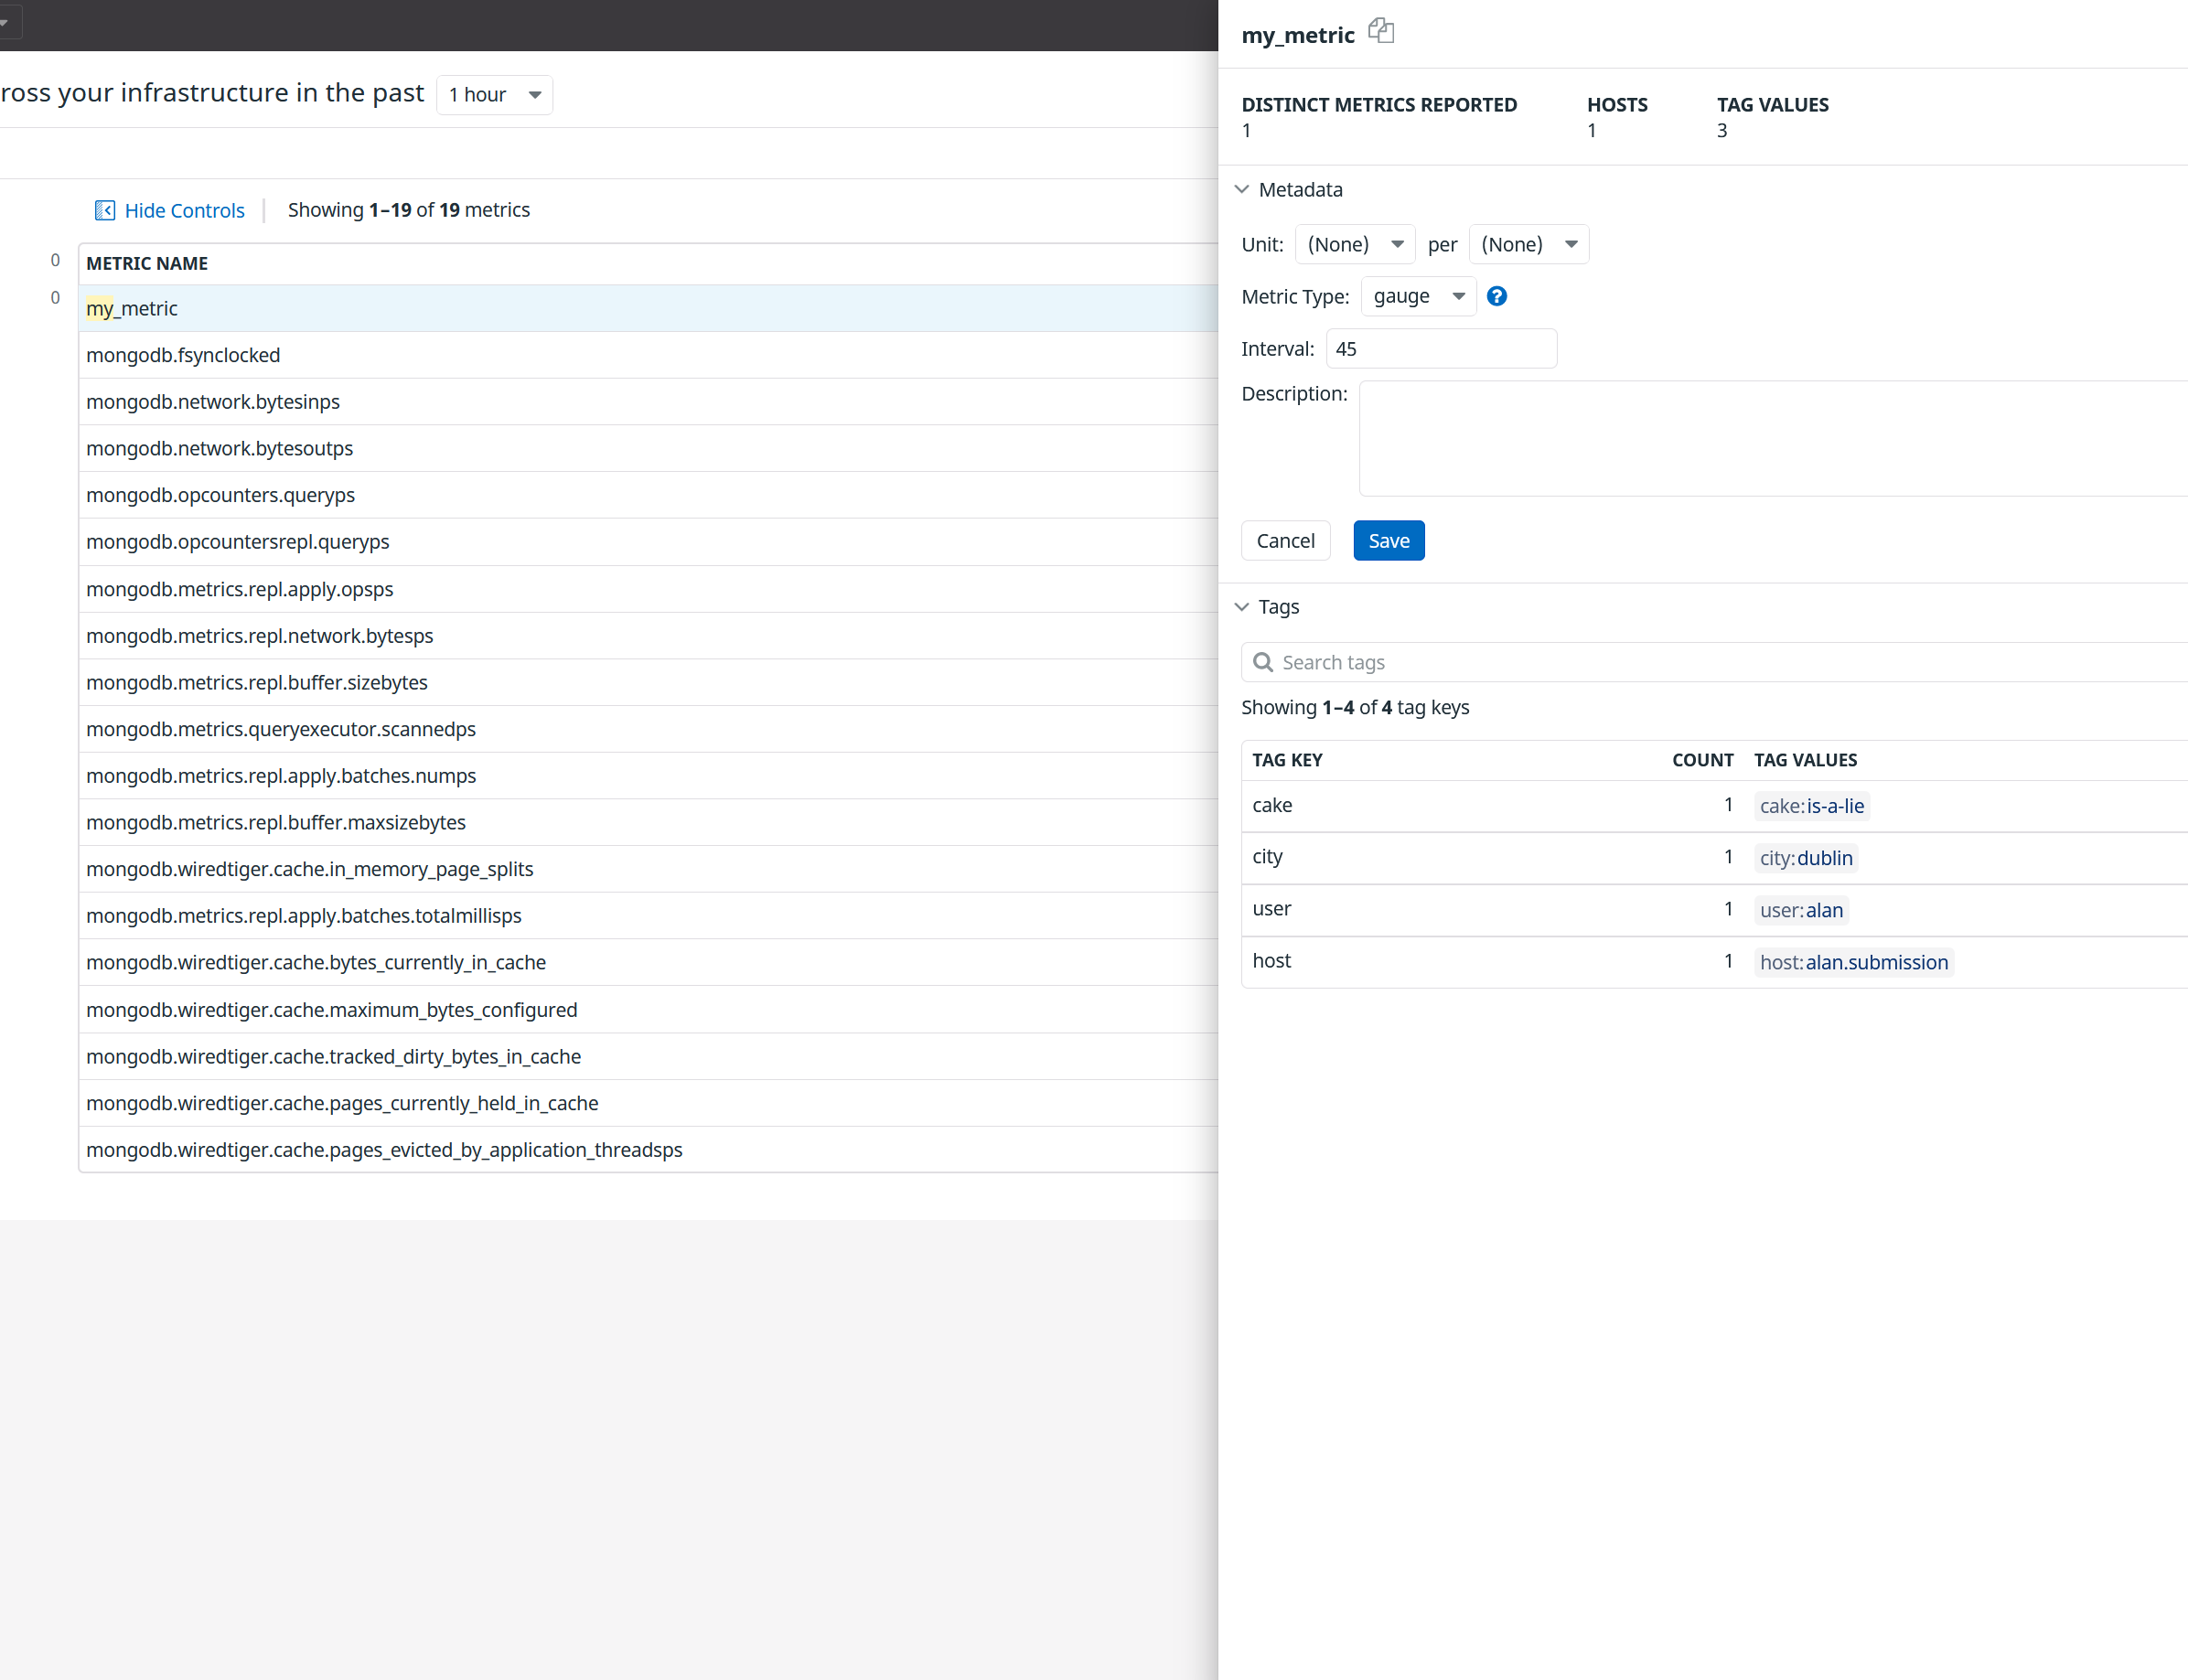 ross your infrastructure in the past 1 hour
Hide Controls Showing 1–19 of 19 metrics
0
0
METRIC NAME
my_metric
mongodb.fsynclocked
mongodb.network.bytesinps
mongodb.network.bytesoutps
mongodb.opcounters.queryps
mongodb.opcountersrepl.queryps
mongodb.metrics.repl.apply.opsps
mongodb.metrics.repl.network.bytesps
mongodb.metrics.repl.buffer.sizebytes
mongodb.metrics.queryexecutor.scannedps
mongodb.metrics.repl.apply.batches.numps
mongodb.metrics.repl.buffer.maxsizebytes
mongodb.wiredtiger.cache.in_memory_page_splits
mongodb.metrics.repl.apply.batches.totalmillisps
mongodb.wiredtiger.cache.bytes_currently_in_cache
mongodb.wiredtiger.cache.maximum_bytes_configured
mongodb.wiredtiger.cache.tracked_dirty_bytes_in_cache
mongodb.wiredtiger.cache.pages_currently_held_in_cache
mongodb.wiredtiger.cache.pages_evicted_by_application_threadsps
my_metric
DISTINCT METRICS REPORTED HOSTS TAG VALUES
1 1 3
Metadata
Unit: (None) per (None)
Metric Type: gauge ?
Interval: 45
Description:
Cancel Save
Tags
Search tags
Showing 1–4 of 4 tag keys
TAG KEY COUNT TAG VALUES
cake 1 cake:is-a-lie
city 1 city:dublin
user 1 user:alan
host 1 host:alan.submission